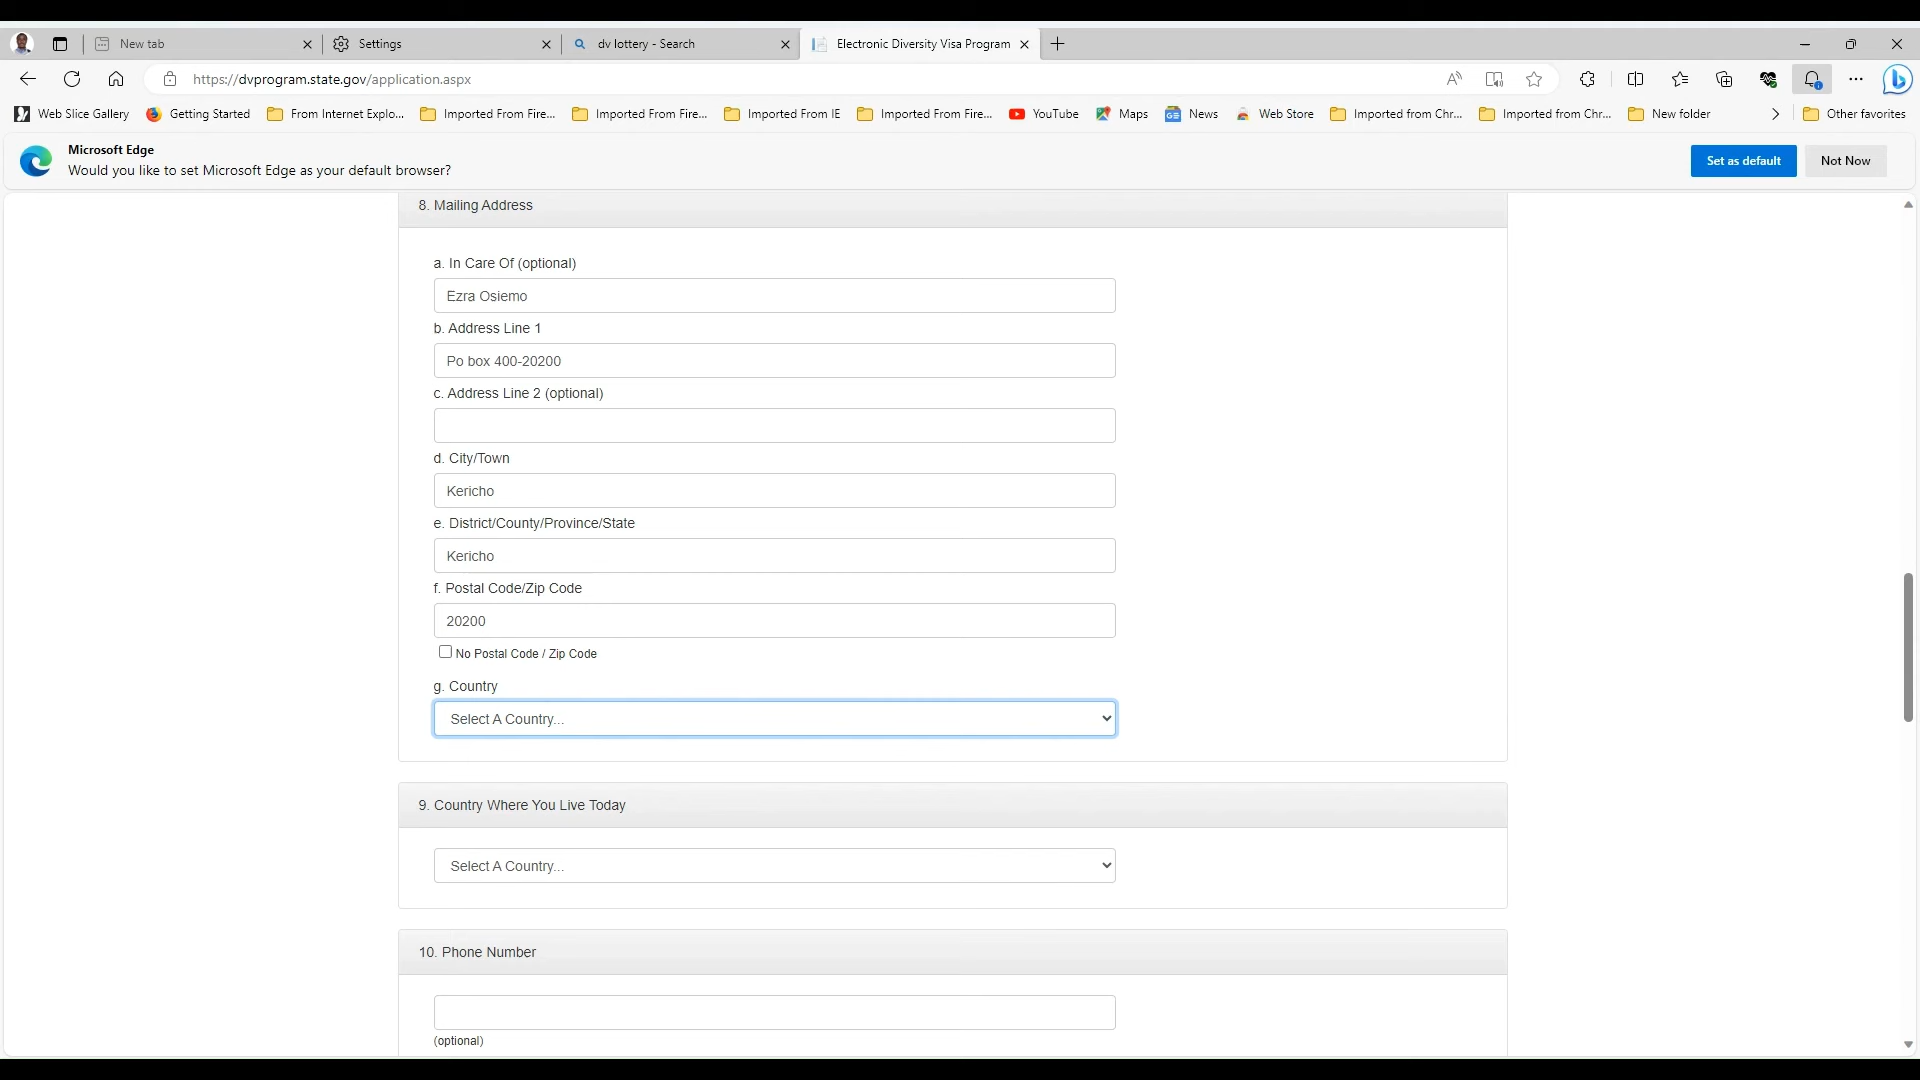 New tab
Settings
dv lottery - Search
Electronic Diversity Visa Program
https://dvprogram.state.gov/application.aspx
Web Slice Gallery
Getting Started
From Internet Explo...
Imported From Fire...
Imported From Fire...
Imported From IE
Imported From Fire...
YouTube
Maps
News
Web Store
Imported from Chr...
Imported from Chr...
New folder
Other favorites
Microsoft Edge
Would you like to set Microsoft Edge as your default browser?
Set as default
Not Now
8. Mailing Address
a. In Care Of (optional)
Ezra Osiemo
b. Address Line 1
Po box 400-20200
c. Address Line 2 (optional)
d. City/Town
Kericho
e. District/County/Province/State
Kericho
f. Postal Code/Zip Code
20200
No Postal Code / Zip Code
g. Country
Select A Country...
9. Country Where You Live Today
Select A Country...
10. Phone Number
(optional)